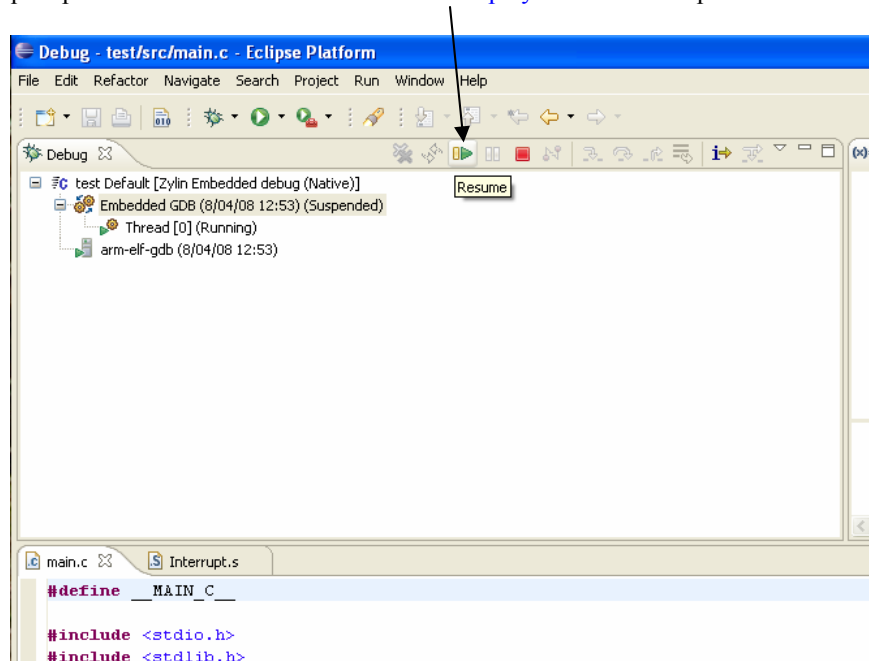 Debug - test/src/main.c - Eclipse Platform
File Edit Refactor Navigate Search Project Run Window Help
010
Debug
i
(x)=
Resume
test Default [Zylin Embedded debug (Native)]
Embedded GDB (8/04/08 12:53) (Suspended)
Thread [0] (Running)
arm-elf-gdb (8/04/08 12:53)
main.c Interrupt.s
#define __MAIN_C__
#include <stdio.h>
#include <stdlib.h>